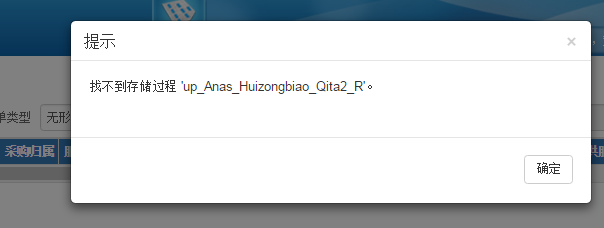 提示
×
找不到存储过程 'up_Anas_Huizongbiao_Qita2_R'。
单类型
无形
采购归属
确定